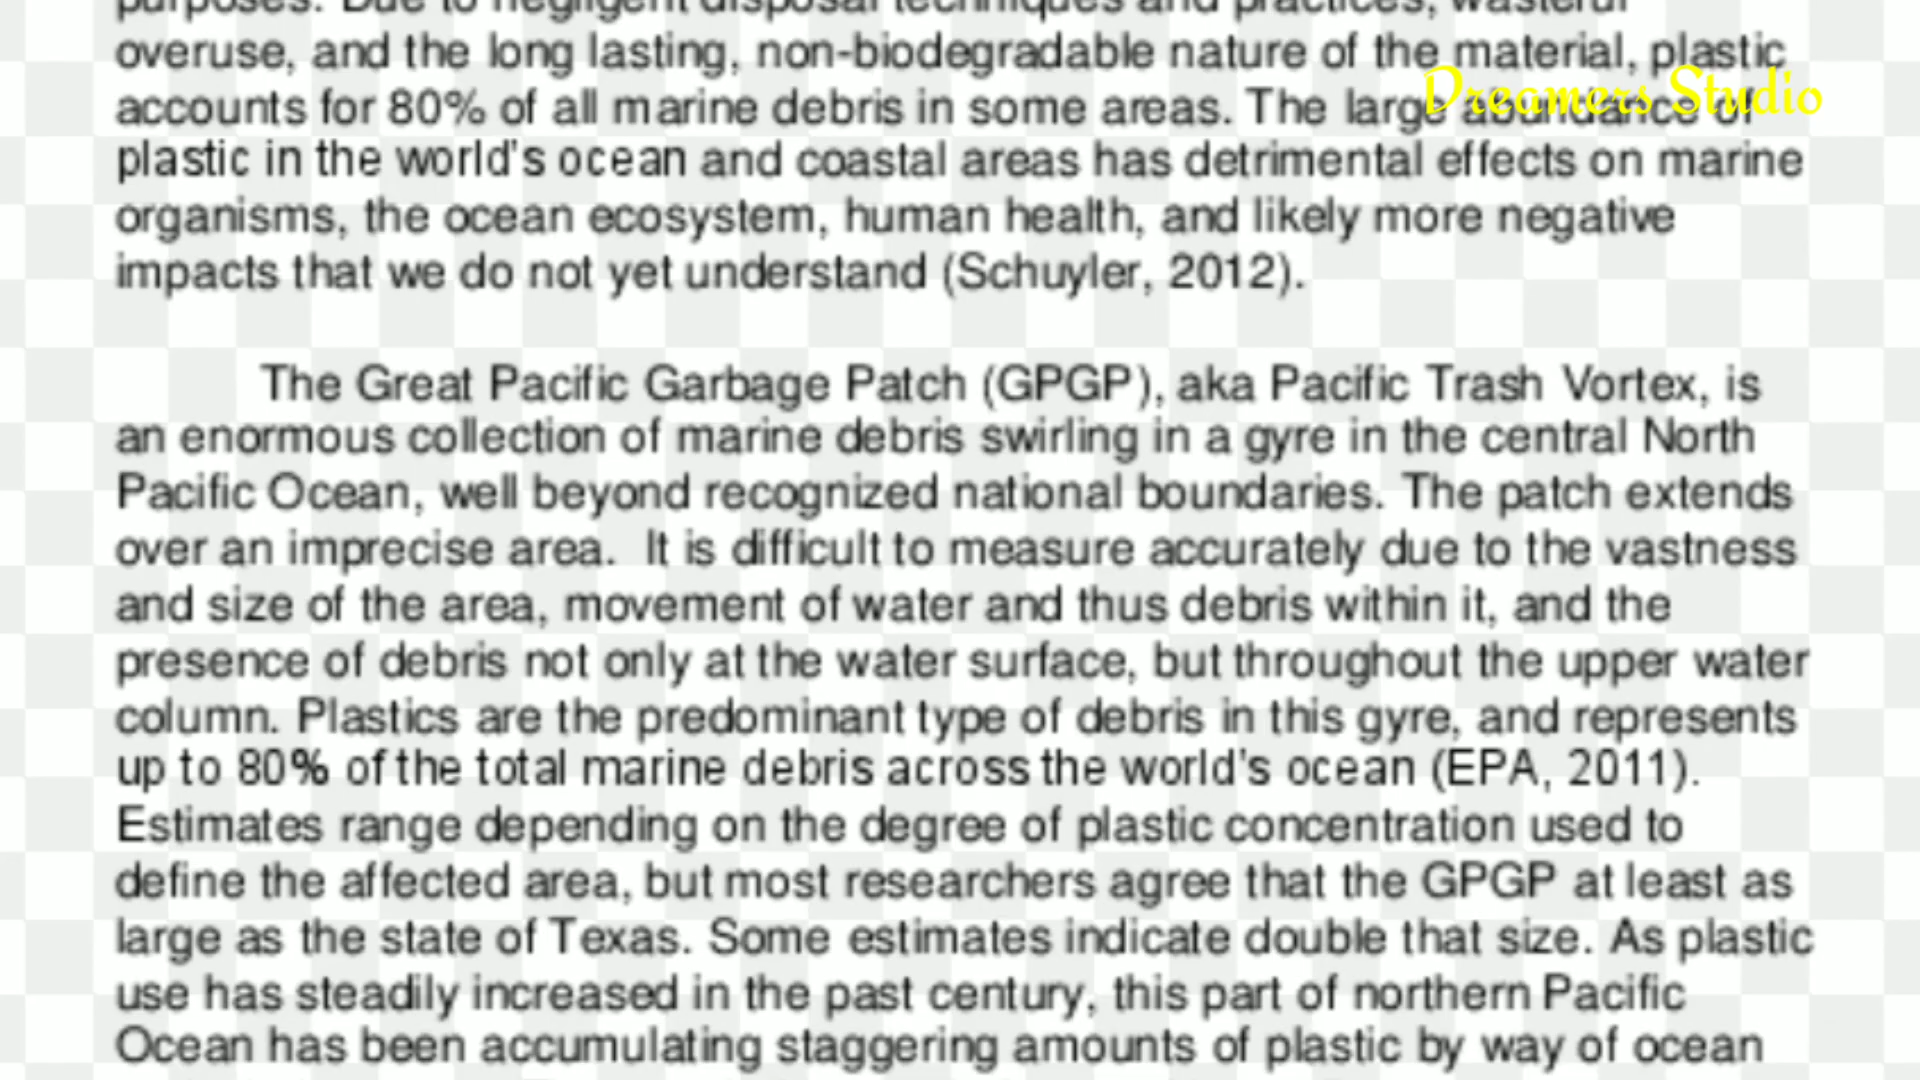 purposes. Due to negligent disposal techniques and practices, wasteful
overuse, and the long lasting, non-biodegradable nature of the material, plastic
Dreamers Studio
accounts for 80% of all marine debris in some areas. The large abundance of
plastic in the world's ocean and coastal areas has detrimental effects on marine
organisms, the ocean ecosystem, human health, and likely more negative
impacts that we do not yet understand (Schuyler, 2012).
The Great Pacific Garbage Patch (GPGP), aka Pacific Trash Vortex, is
an enormous collection of marine debris swirling in a gyre in the central North
Pacific Ocean, well beyond recognized national boundaries. The patch extends
over an imprecise area. It is difficult to measure accurately due to the vastness
and size of the area, movement of water and thus debris within it, and the
presence of debris not only at the water surface, but throughout the upper water
column. Plastics are the predominant type of debris in this gyre, and represents
up to 80% of the total marine debris across the world's ocean (EPA, 2011).
Estimates range depending on the degree of plastic concentration used to
define the affected area, but most researchers agree that the GPGP at least as
large as the state of Texas. Some estimates indicate double that size. As plastic
use has steadily increased in the past century, this part of northern Pacific
Ocean has been accumulating staggering amounts of plastic by way of ocean